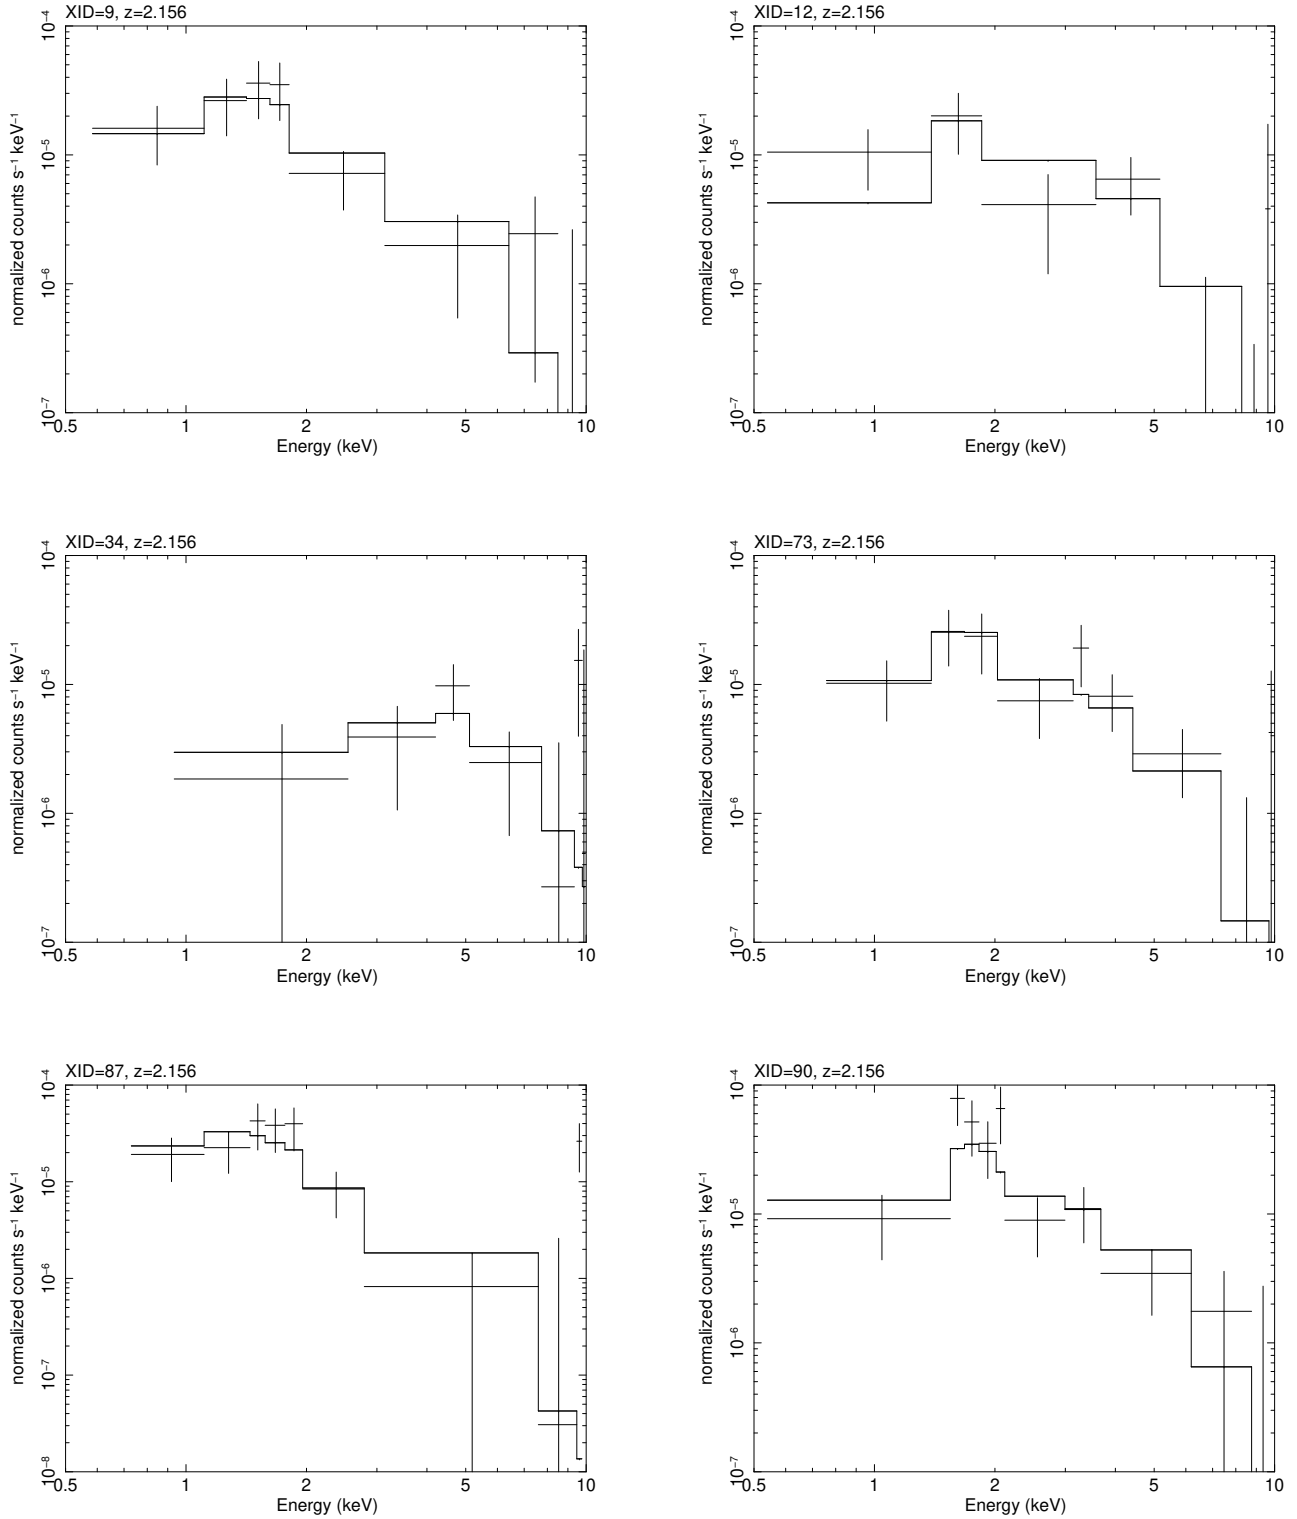 XID=9, z=2.156
normalized counts s⁻¹ keV⁻¹
10⁻⁴
10⁻⁵
10⁻⁶
10⁻⁷
0.5 1 2 5 10
Energy (keV)
XID=12, z=2.156
normalized counts s⁻¹ keV⁻¹
10⁻⁴
10⁻⁵
10⁻⁶
10⁻⁷
0.5 1 2 5 10
Energy (keV)
XID=34, z=2.156
normalized counts s⁻¹ keV⁻¹
10⁻⁴
10⁻⁵
10⁻⁶
10⁻⁷
0.5 1 2 5 10
Energy (keV)
XID=73, z=2.156
normalized counts s⁻¹ keV⁻¹
10⁻⁴
10⁻⁵
10⁻⁶
10⁻⁷
0.5 1 2 5 10
Energy (keV)
XID=87, z=2.156
normalized counts s⁻¹ keV⁻¹
10⁻⁴
10⁻⁵
10⁻⁶
10⁻⁷
10⁻⁸
0.5 1 2 5 10
Energy (keV)
XID=90, z=2.156
normalized counts s⁻¹ keV⁻¹
10⁻⁴
10⁻⁵
10⁻⁶
10⁻⁷
0.5 1 2 5 10
Energy (keV)